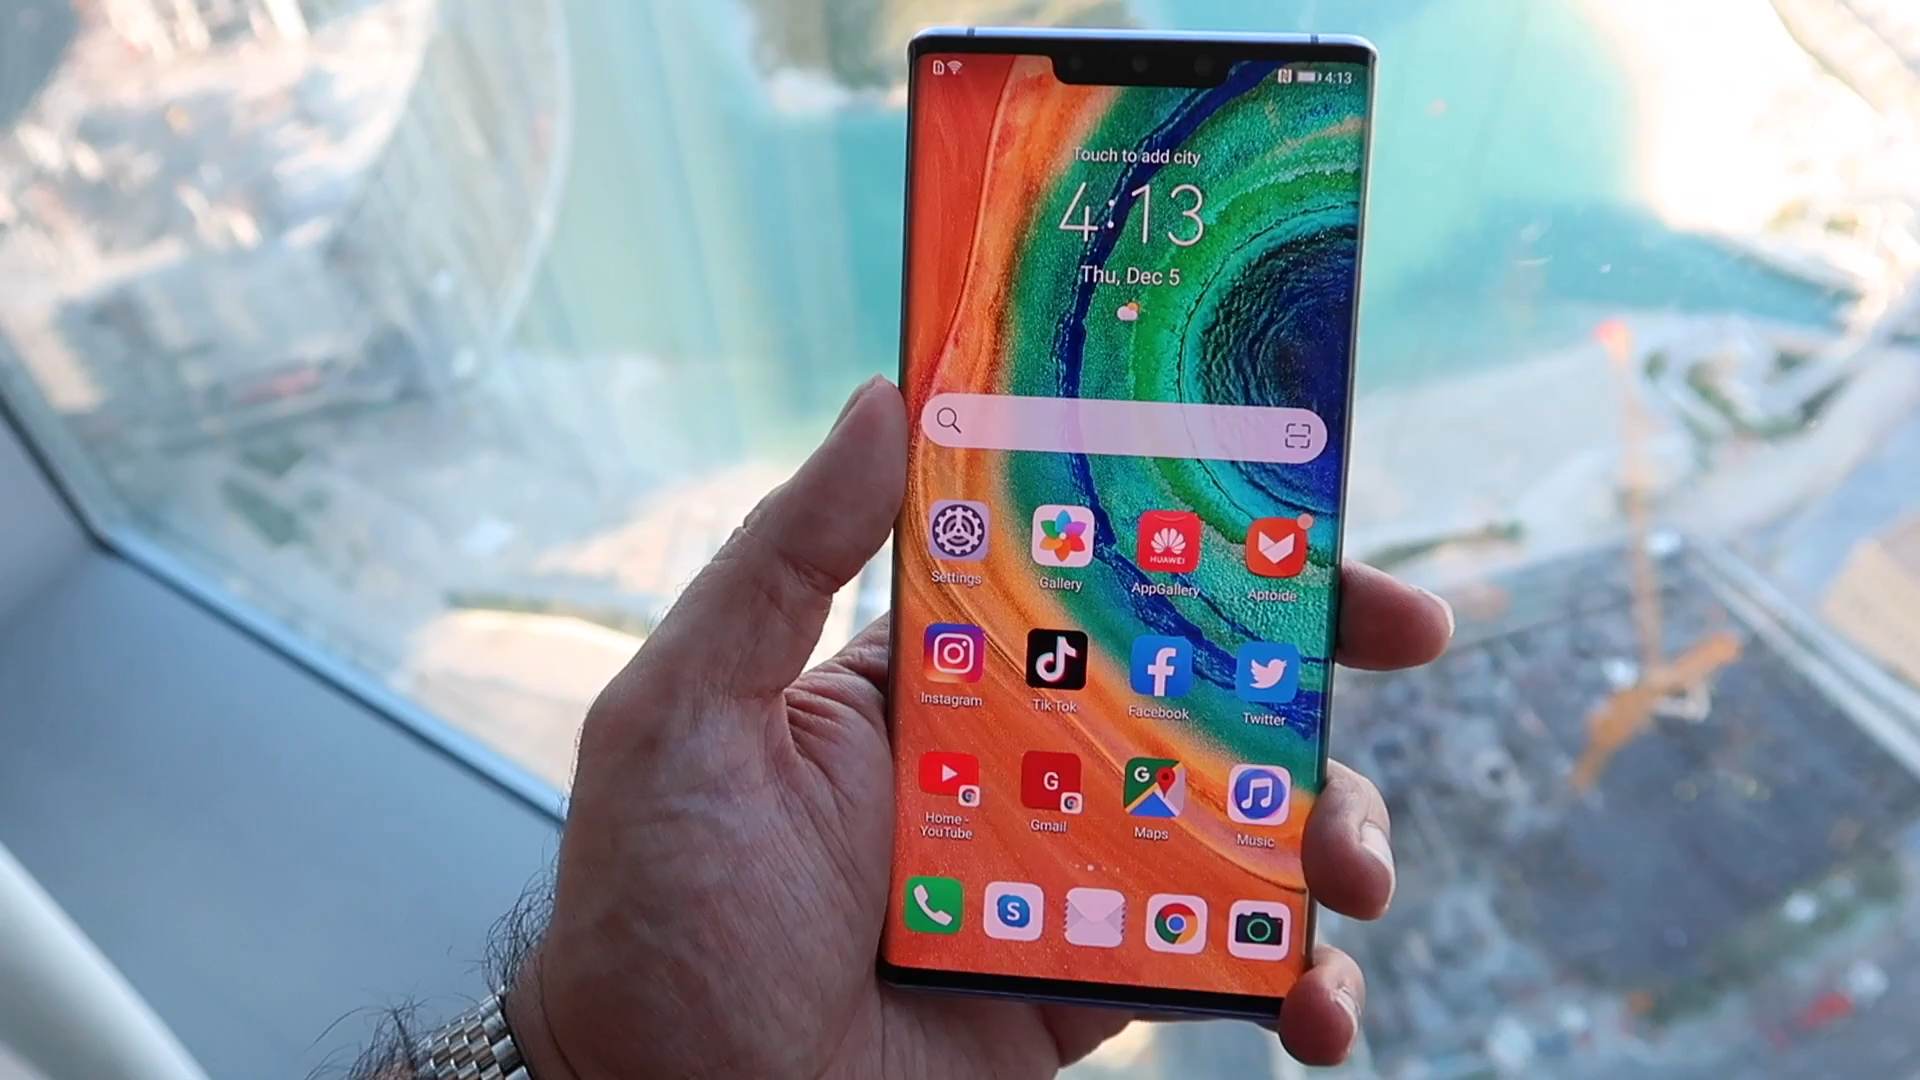 4:13
Touch to add city
4:13
Thu, Dec 5
Settings
Gallery
HUAWEI
AppGallery
Aptoide
Instagram
Tik Tok
Facebook
Twitter
G
G
Home -
YouTube
Gmail
Maps
Music
S